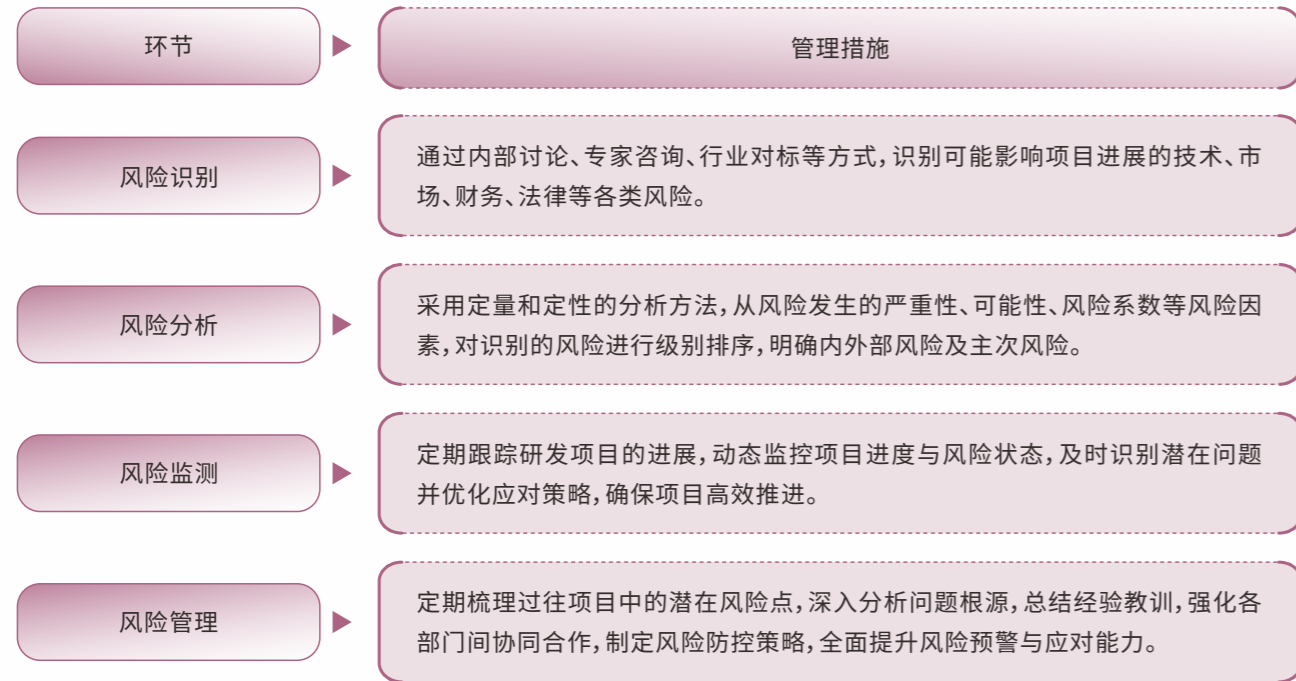 环节
管理措施
风险识别
通过内部讨论、专家咨询、行业对标等方式，识别可能影响项目进展的技术、市
场、财务、法律等各类风险。
风险分析
采用定量和定性的分析方法，从风险发生的严重性、可能性、风险系数等风险因
素，对识别的风险进行级别排序，明确内外部风险及主次风险。
风险监测
定期跟踪研发项目的进展，动态监控项目进度与风险状态，及时识别潜在问题
并优化应对策略，确保项目高效推进。
风险管理
定期梳理过往项目中的潜在风险点，深入分析问题根源，总结经验教训，强化各
部门间协同合作，制定风险防控策略，全面提升风险预警与应对能力。